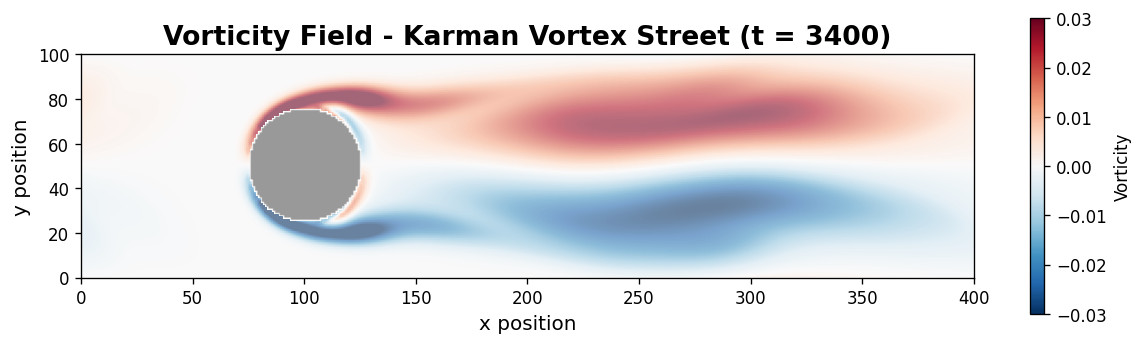 Vorticity Field - Karman Vortex Street (t = 3400)
y position
100
80
60
40
20
0
0 50 100 150 200 250 300 350 400
x position
0.03
0.02
0.01
0.00
−0.01
−0.02
−0.03
Vorticity